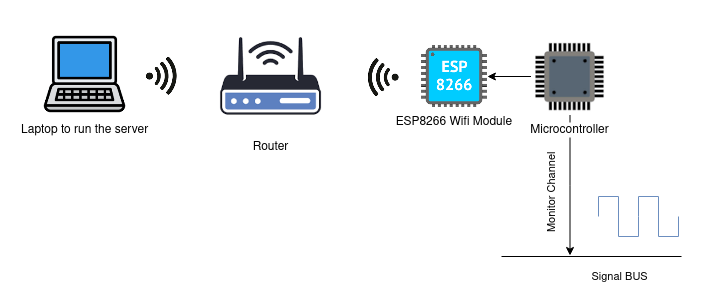 ESP
8266
Laptop to run the server
Router
ESP8266 Wifi Module
Microcontroller
Monitor Channel
Signal BUS